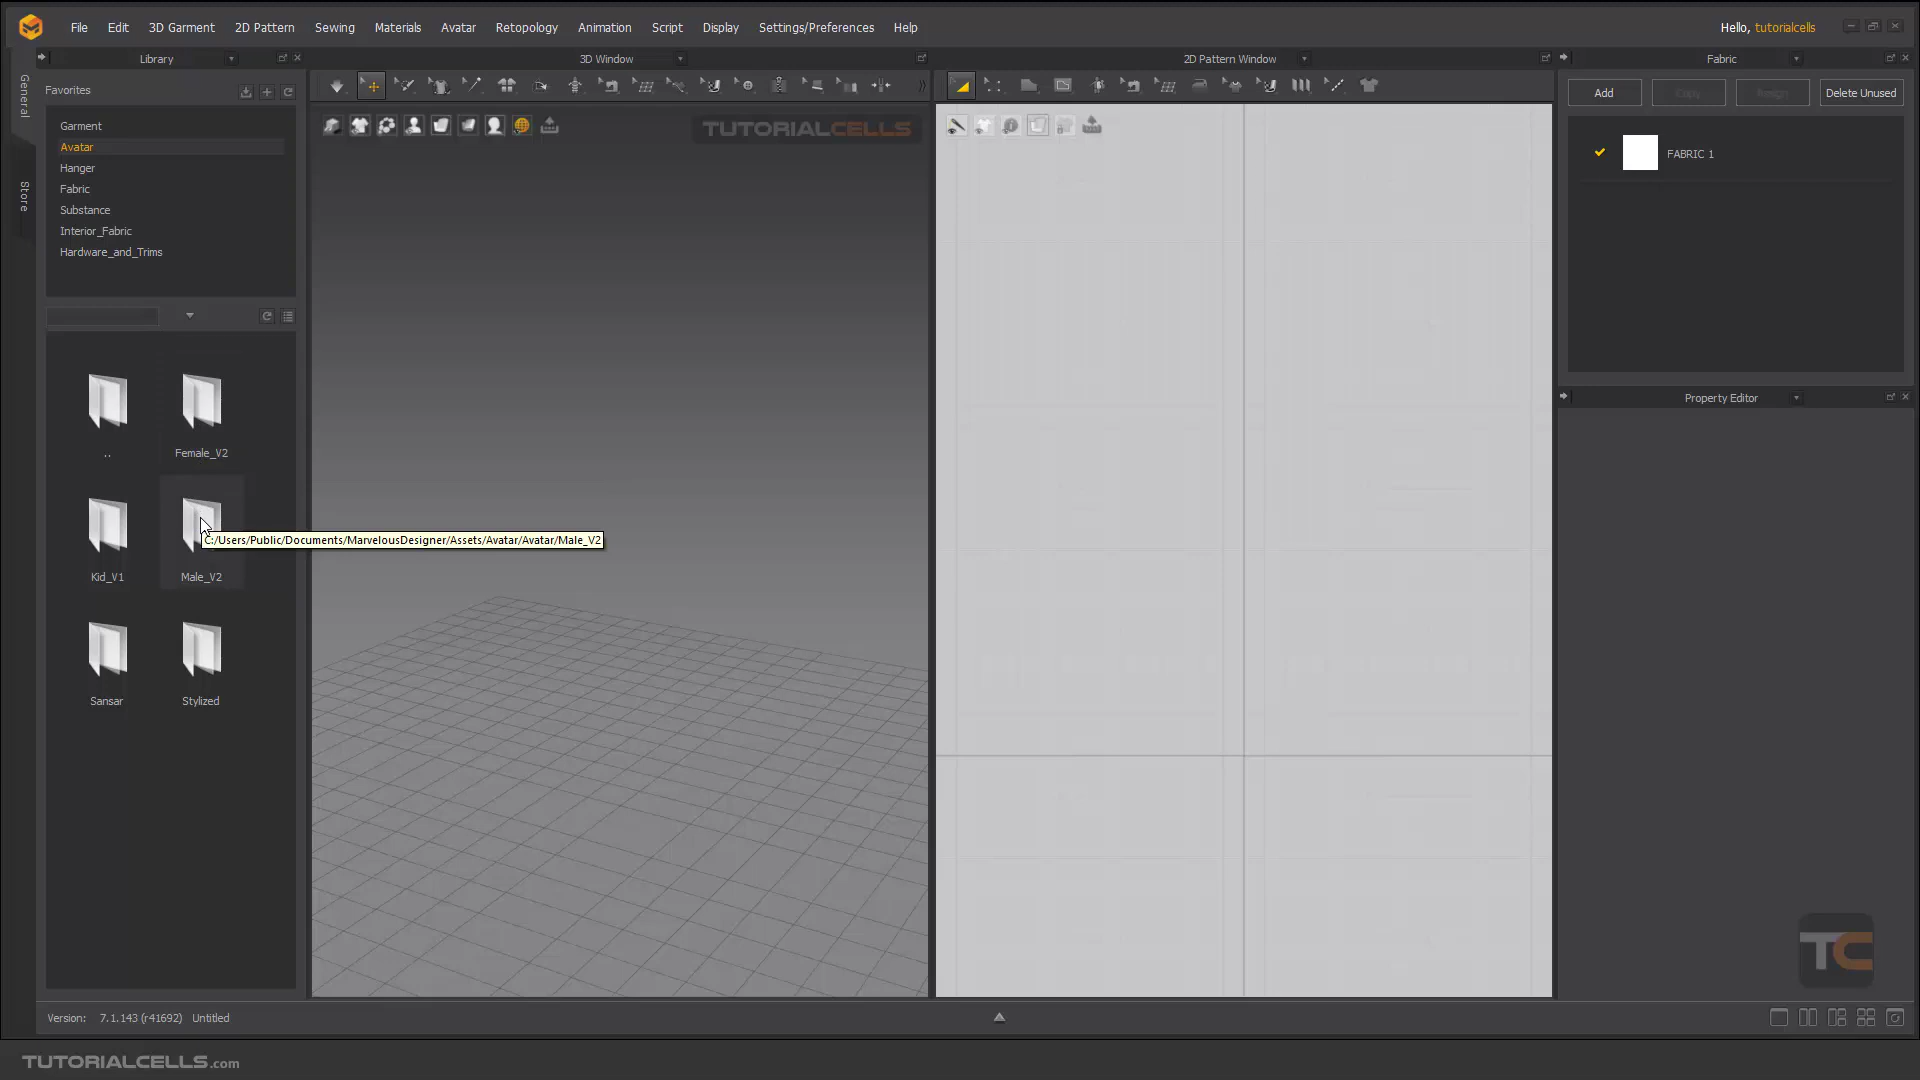 File Edit 3D Garment 2D Pattern Sewing Materials Avatar Retopology Animation Script Display Settings/Preferences Help
Hello, tutorialcells
Library
3D Window
2D Pattern Window
Fabric
General
Store
Favorites
Garment
Avatar
Hanger
Fabric
Substance
Interior_Fabric
Hardware_and_Trims
..
Female_V2
Kid_V1
Male_V2
C:/Users/Public/Documents/MarvelousDesigner/Assets/Avatar/Avatar/Male_V2
Sansar
Stylized
TUTORIALCELLS
Add Copy Assign Delete Unused
FABRIC 1
Property Editor
TC
Version: 7.1.143 (r41692) Untitled
TUTORIALCELLS.com